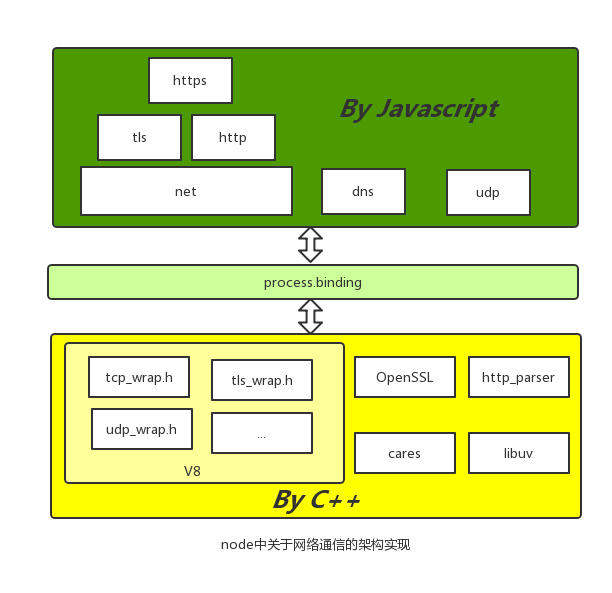 https
By Javascript
tls
http
net
dns
udp
process.binding
tcp_wrap.h
tls_wrap.h
OpenSSL
http_parser
udp_wrap.h
...
cares
libuv
V8
By C++
node中关于网络通信的架构实现